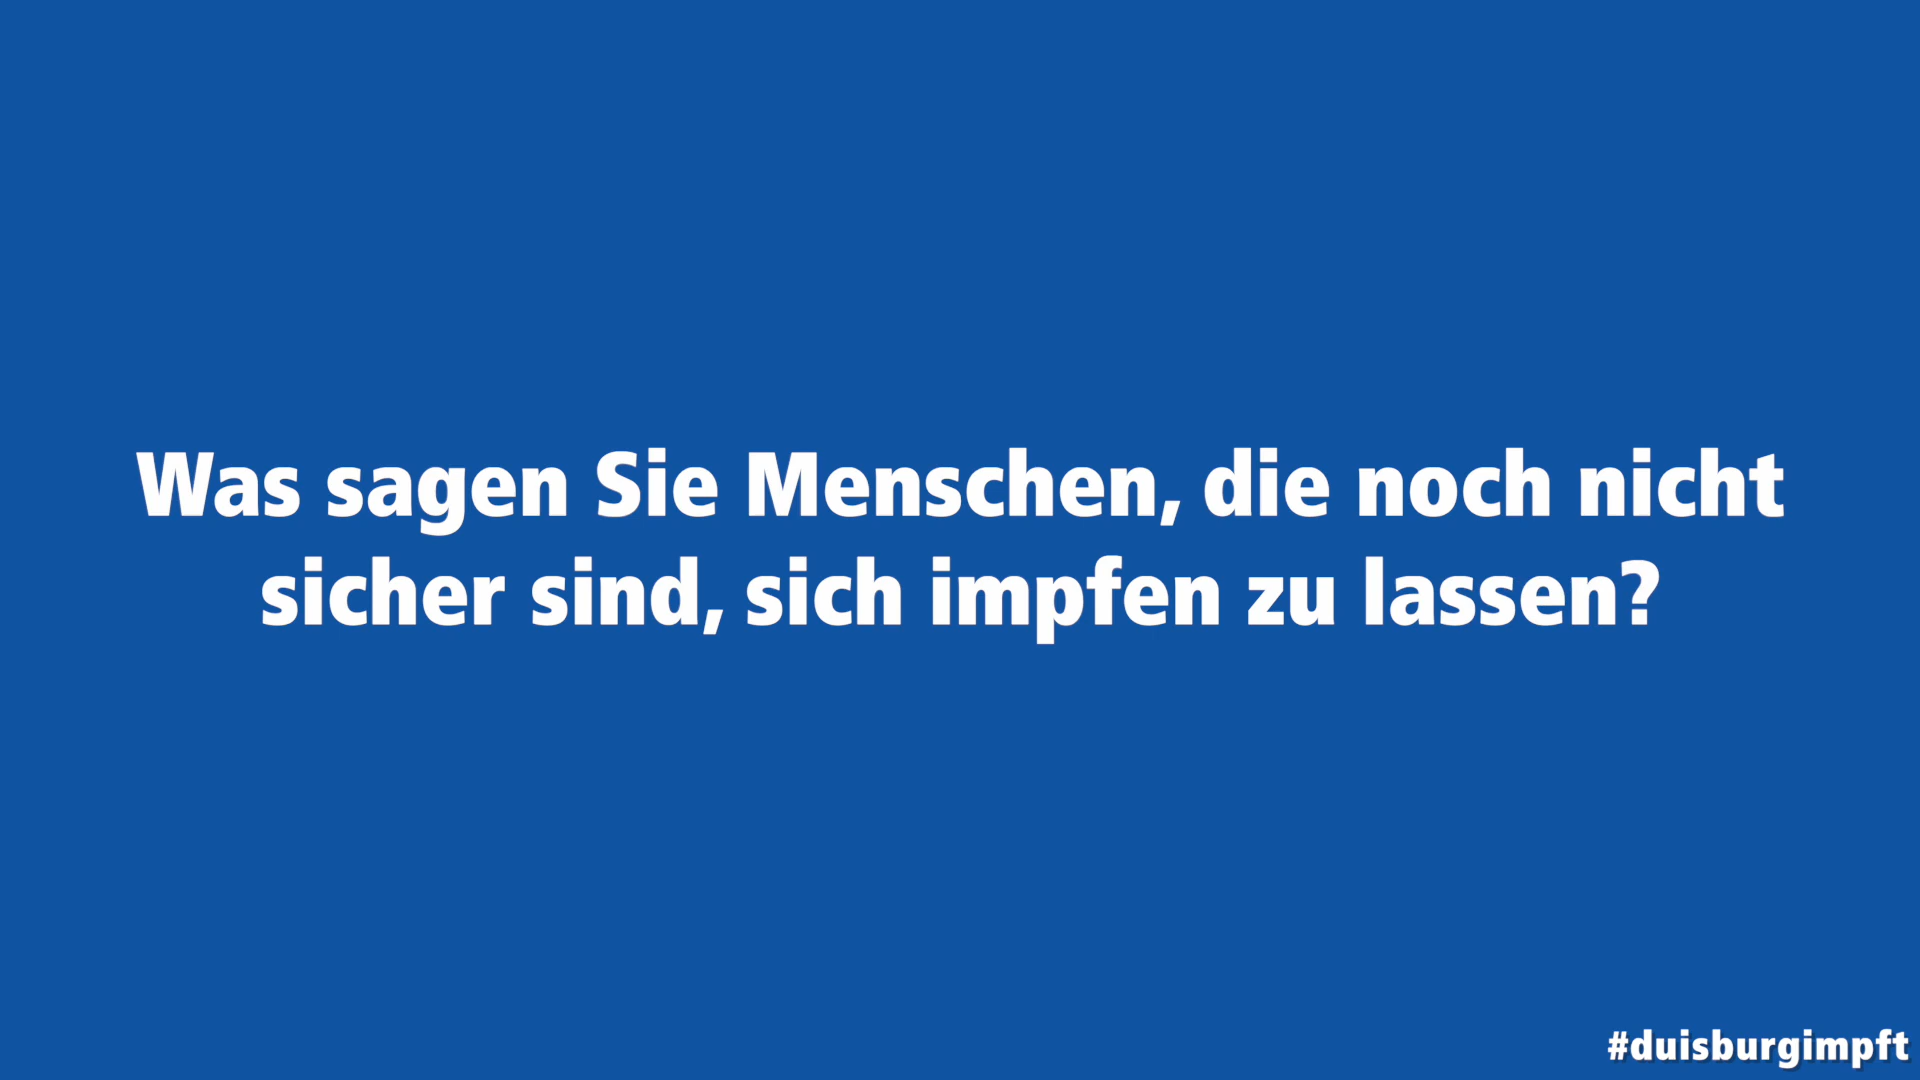 Was sagen Sie Menschen, die noch nicht
sicher sind, sich impfen zu lassen?
#duisburgimpft